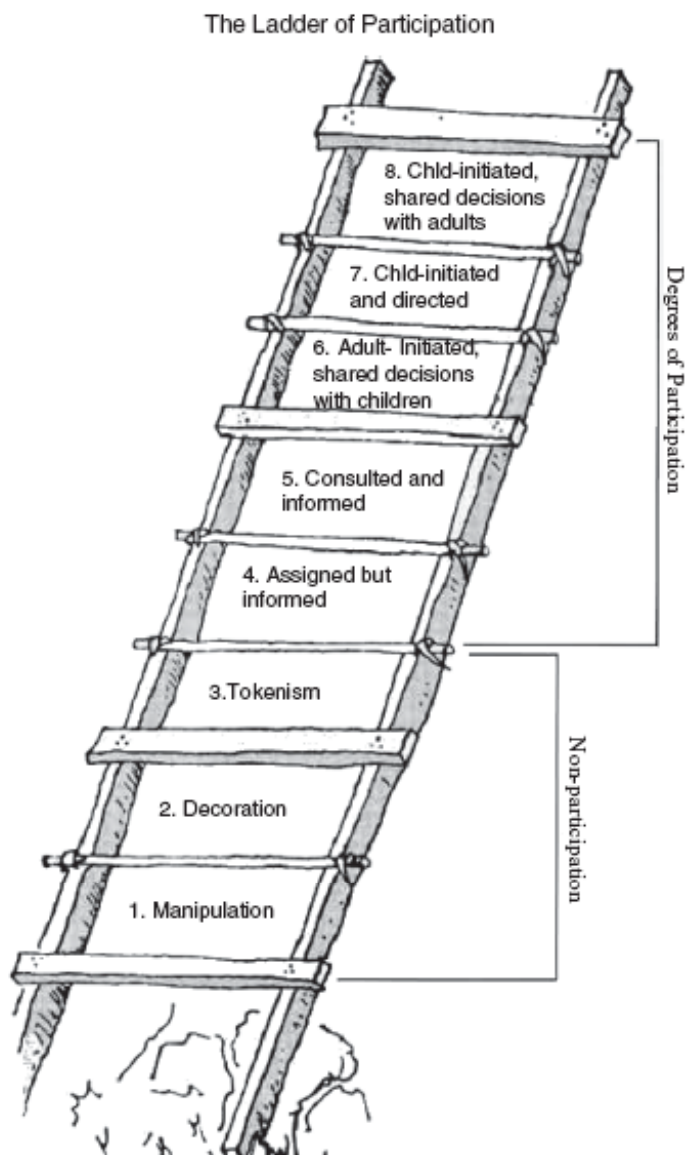 The Ladder of Participation
8. Chld-initiated,
shared decisions
with adults
7. Chld-initiated
and directed
6. Adult- Initiated,
shared decisions
with children
5. Consulted and
informed
4. Assigned but
informed
3.Tokenism
2. Decoration
1. Manipulation
Degrees of Participation
Non-participation